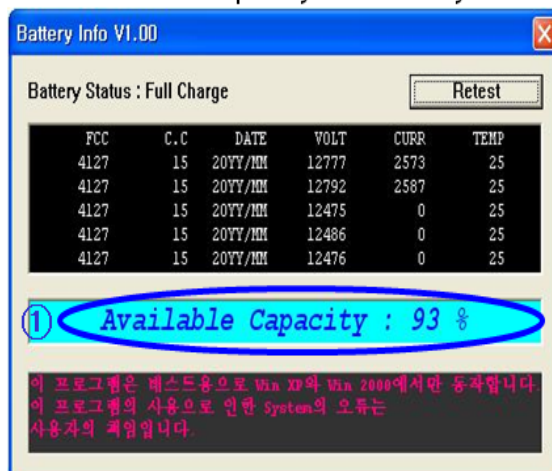 Battery Info V1.00
Battery Status : Full Charge
Retest
FCC C.C DATE VOLT CURR TEMP
4127 15 20YY/MM 12777 2573 25
4127 15 20YY/MM 12792 2587 25
4127 15 20YY/MM 12475 0 25
4127 15 20YY/MM 12486 0 25
4127 15 20YY/MM 12476 0 25
① Available Capacity : 93 %
이 프로그램은 테스트용으로 Win XP와 Win 2000에서만 동작합니다.
이 프로그램의 사용으로 인한 System의 오류는
사용자의 책임입니다.